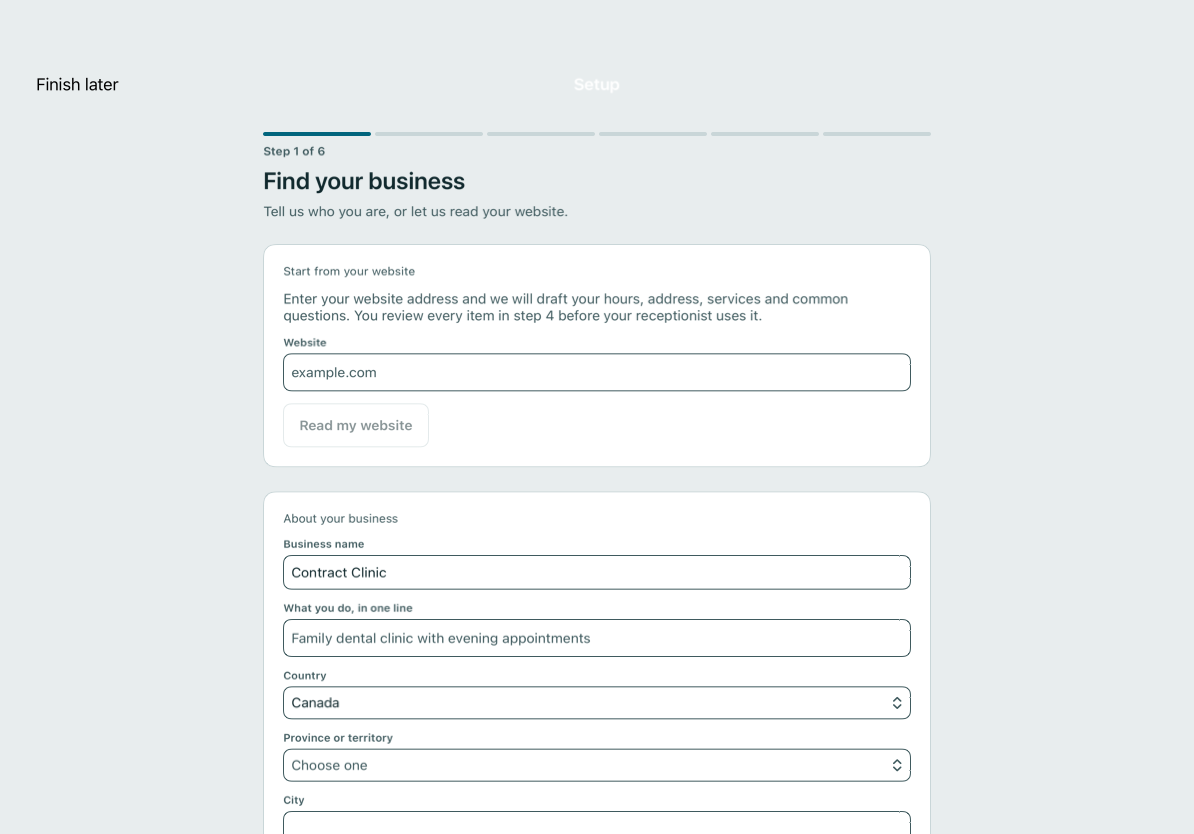 Finish later
Setup
Step 1 of 6
Find your business
Tell us who you are, or let us read your website.
Start from your website
Enter your website address and we will draft your hours, address, services and common
questions. You review every item in step 4 before your receptionist uses it.
Website
example.com
Read my website
About your business
Business name
Contract Clinic
What you do, in one line
Family dental clinic with evening appointments
Country
Canada
Province or territory
Choose one
City